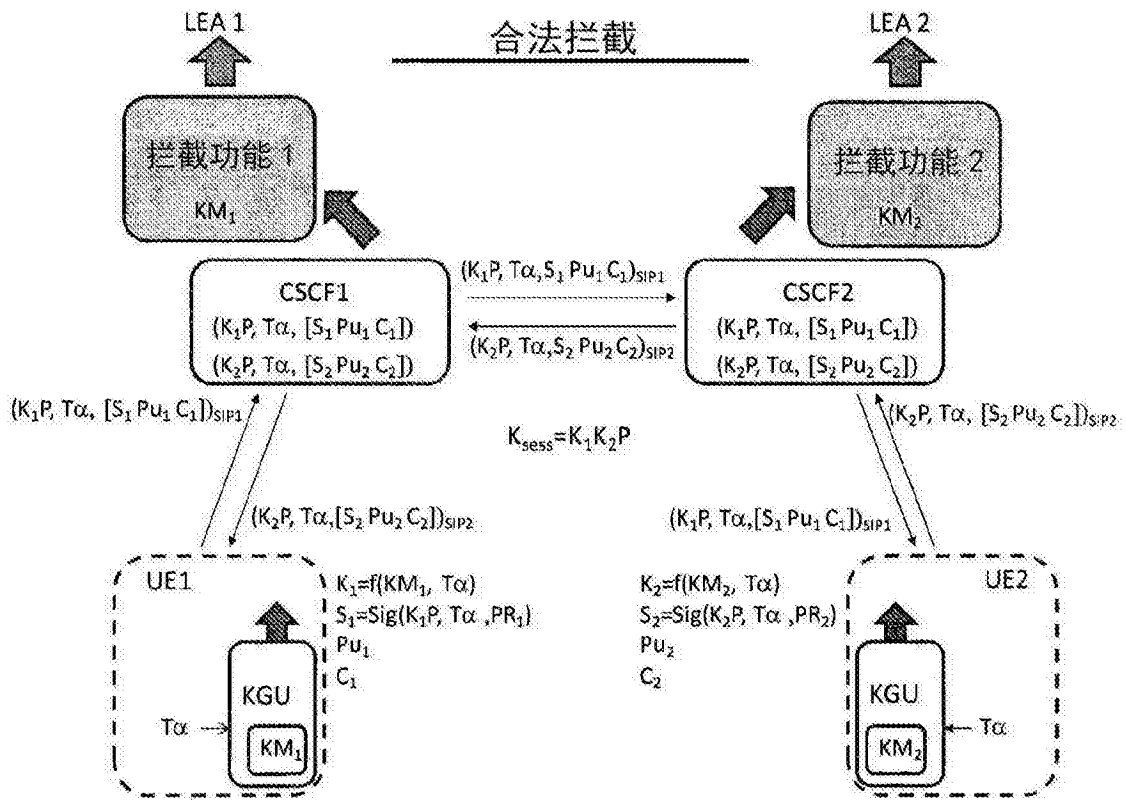 LEA 1
合法拦截
LEA 2
拦截功能 1
KM₁
拦截功能 2
KM₂
CSCF1
(K₁P, Tα, [S₁ Pu₁ C₁])
(K₂P, Tα, [S₂ Pu₂ C₂])
(K₁P, Tα,S₁ Pu₁ C₁)SIP1
(K₂P, Tα,S₂ Pu₂ C₂)SIP2
CSCF2
(K₁P, Tα, [S₁ Pu₁ C₁])
(K₂P, Tα, [S₂ Pu₂ C₂])
(K₁P, Tα, [S₁ Pu₁ C₁])SIP1
(K₂P, Tα, [S₂ Pu₂ C₂])SIP2
Ksess=K₁K₂P
(K₂P, Tα,[S₂ Pu₂ C₂])SIP2
(K₁P, Tα,[S₁ Pu₁ C₁])SIP1
UE1
K₁=f(KM₁, Tα)
S₁=Sig(K₁P, Tα ,PR₁)
Pu₁
C₁
KGU
Tα
KM₁
K₂=f(KM₂, Tα)
S₂=Sig(K₂P, Tα ,PR₂)
Pu₂
C₂
UE2
KGU
KM₂
Tα